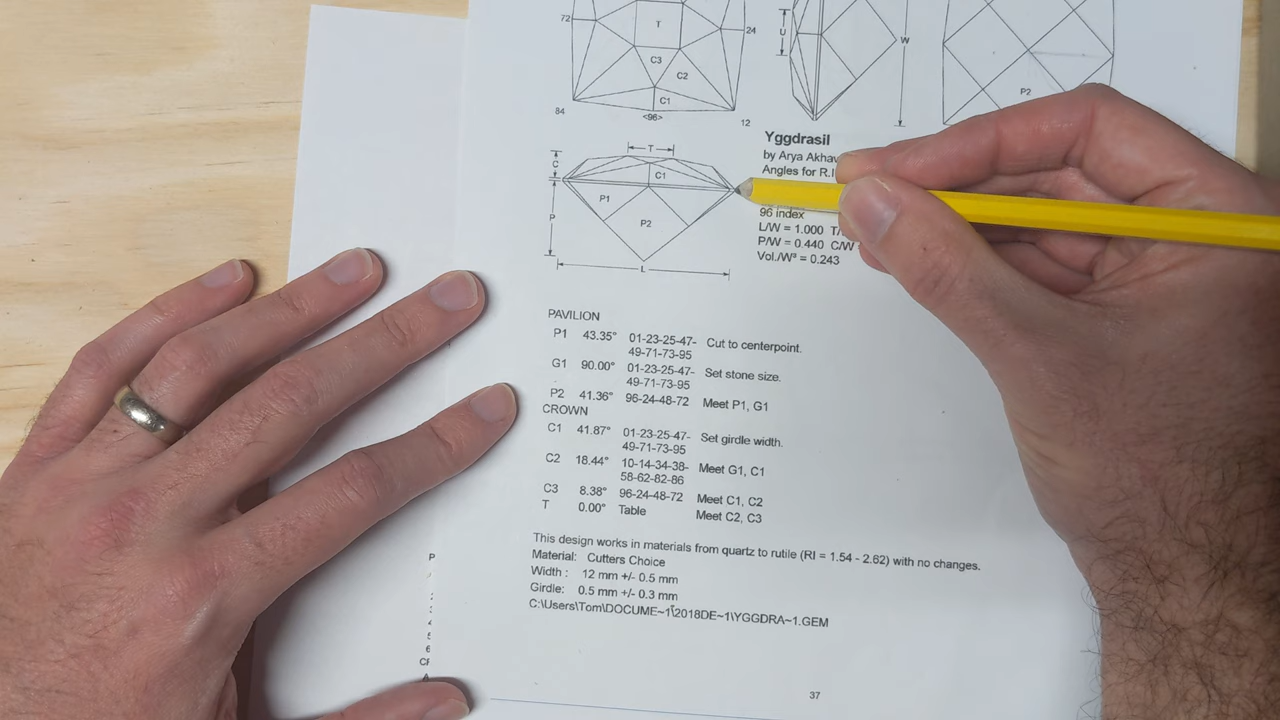 72
T
24
U
W
C3
C2
C1
P2
84
<96>
12
T
C
C1
P1
P
P2
L
Yggdrasil
by Arya
Angles for
96 index
L/W = 1.000
P/W = 0.440 C/W
Vol./W³ = 0.243
PAVILION
P1 43.35° 01-23-25-47- Cut to centerpoint.
49-71-73-95
G1 90.00° 01-23-25-47- Set stone size.
49-71-73-95
P2 41.36° 96-24-48-72 Meet P1, G1
CROWN
C1 41.87° 01-23-25-47- Set girdle width.
49-71-73-95
C2 18.44° 10-14-34-38- Meet G1, C1
58-62-82-86
C3 8.38° 96-24-48-72 Meet C1, C2
T 0.00° Table Meet C2, C3
This design works in materials from quartz to rutile (RI = 1.54 - 2.62) with no changes.
Material: Cutters Choice
Width : 12 mm +/- 0.5 mm
Girdle: 0.5 mm +/- 0.3 mm
C:\Users\Tom\DOCUME~1\2018DE~1\YGGDRA~1.GEM
37